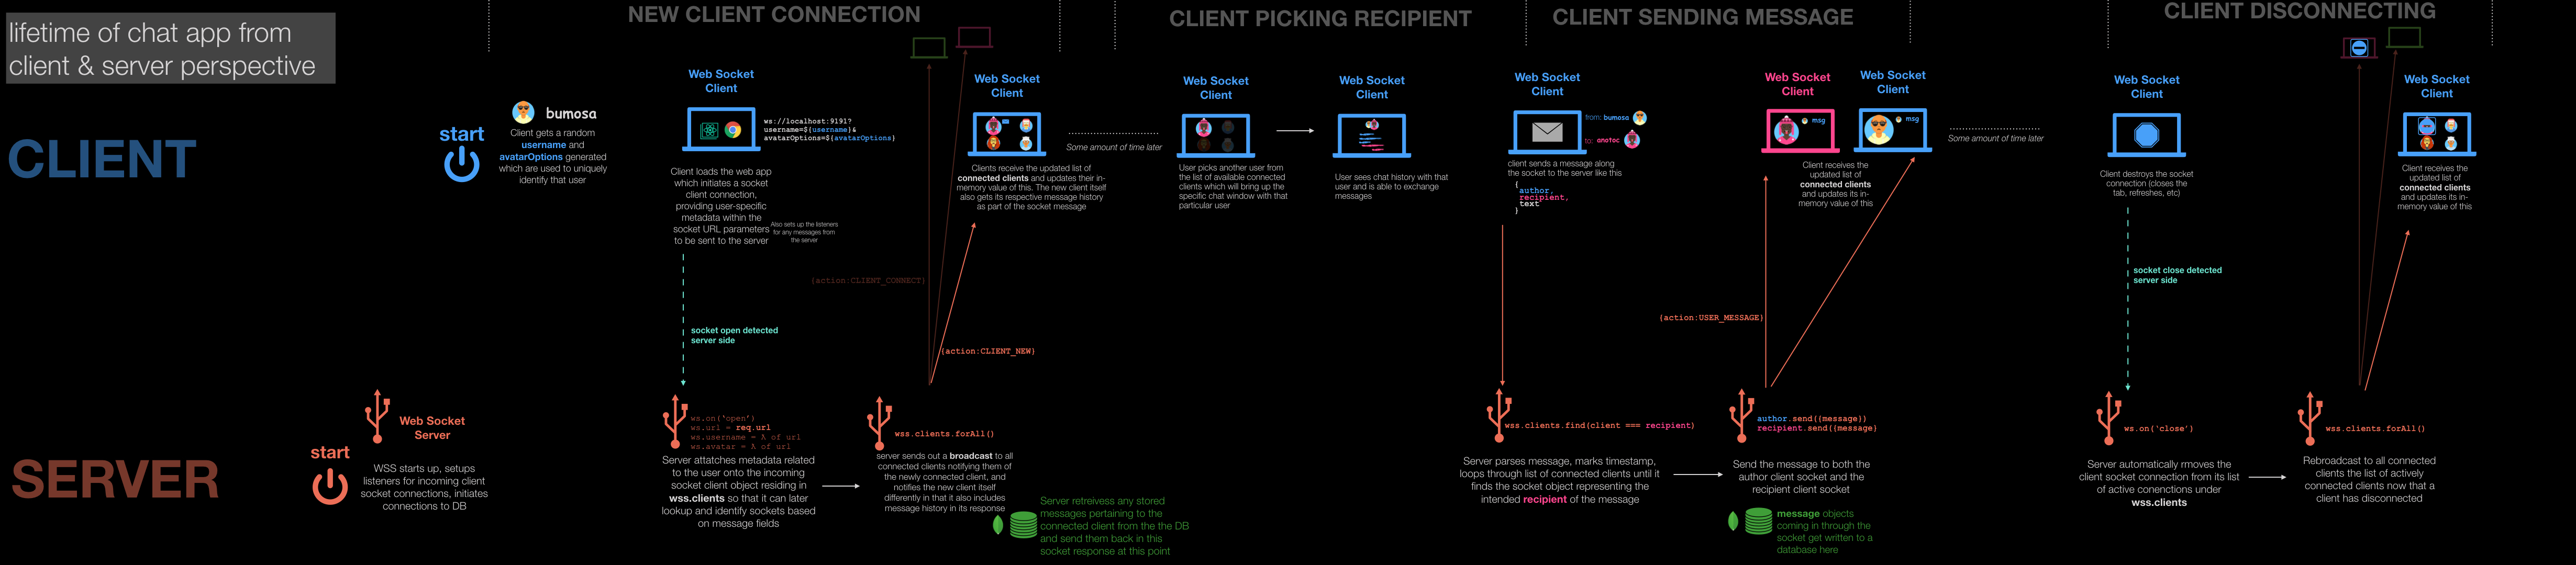 lifetime of chat app from
client & server perspective
NEW CLIENT CONNECTION
CLIENT PICKING RECIPIENT
CLIENT SENDING MESSAGE
CLIENT DISCONNECTING
CLIENT
start
bumosa
Client gets a random
username and
avatarOptions generated
which are used to uniquely
identify that user
Web Socket
Client
ws://localhost:9191?
username=${username}&
avatarOptions=${avatarOptions}
Client loads the web app
which initiates a socket
client connection,
providing user-specific
metadata within the
socket URL parameters
to be sent to the server
Also sets up the listeners
for any messages from
the server
Web Socket
Client
Clients receive the updated list of
connected clients and updates their in-
memory value of this. The new client itself
also gets its respective message history
as part of the socket message
Some amount of time later
Web Socket
Client
User picks another user from
the list of available connected
clients which will bring up the
specific chat window with that
particular user
Web Socket
Client
User sees chat history with that
user and is able to exchange
messages
Web Socket
Client
from: bumosa
to: anotac
client sends a message along
the socket to the server like this
{
author,
recipient,
text
}
Web Socket
Client
msg
Web Socket
Client
msg
Client receives the
updated list of
connected clients
and updates its in-
memory value of this
Some amount of time later
Web Socket
Client
Client destroys the socket
connection (closes the
tab, refreshes, etc)
Web Socket
Client
Client receives the
updated list of
connected clients
and updates its in-
memory value of this
{action:CLIENT_CONNECT}
socket open detected
server side
{action:CLIENT_NEW}
{action:USER_MESSAGE}
socket close detected
server side
SERVER
start
Web Socket
Server
WSS starts up, setups
listeners for incoming client
socket connections, initiates
connections to DB
ws.on('open')
ws.url = req.url
ws.username = λ of url
ws.avatar = λ of url
Server attatches metadata related
to the user onto the incoming
socket client object residing in
wss.clients so that it can later
lookup and identify sockets based
on message fields
wss.clients.forAll()
server sends out a broadcast to all
connected clients notifying them of
the newly connected client, and
notifies the new client itself
differently in that it also includes
message history in its response
Server retreivess any stored
messages pertaining to the
connected client from the the DB
and send them back in this
socket response at this point
wss.clients.find(client === recipient)
Server parses message, marks timestamp,
loops through list of connected clients until it
finds the socket object representing the
intended recipient of the message
author.send({message})
recipient.send({message)
Send the message to both the
author client socket and the
recipient client socket
message objects
coming in through the
socket get written to a
database here
ws.on('close')
Server automatically rmoves the
client socket connection from its list
of active conenctions under
wss.clients
wss.clients.forAll()
Rebroadcast to all connected
clients the list of actively
connected clients now that a
client has disconnected